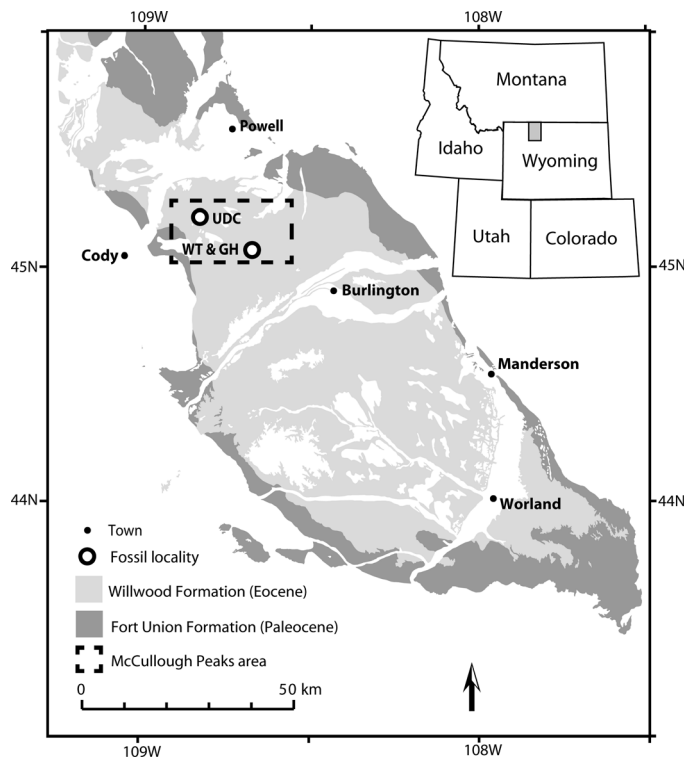 109W 108W
Montana
Powell
Idaho
Wyoming
UDC
WT & GH
Utah Colorado
Cody
45N 45N
Burlington
Manderson
44N 44N
Worland
Town
Fossil locality
Willwood Formation (Eocene)
Fort Union Formation (Paleocene)
McCullough Peaks area
0 50 km
109W 108W